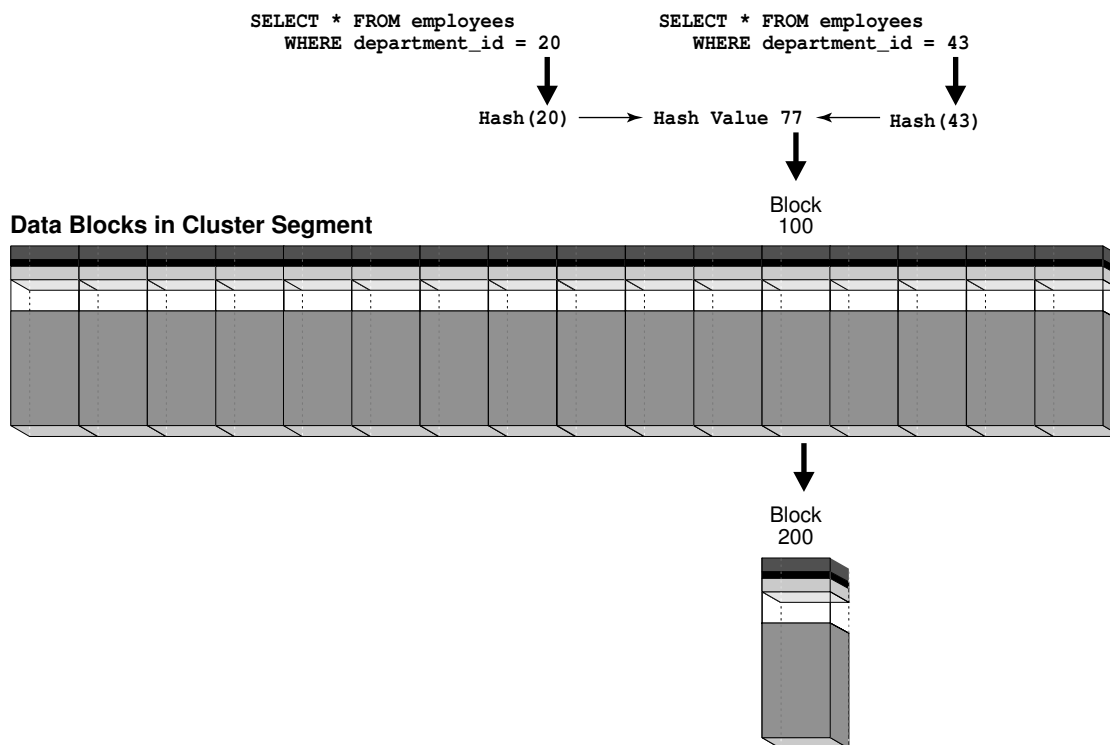 SELECT * FROM employees
WHERE department_id = 20
SELECT * FROM employees
WHERE department_id = 43
Hash(20)
Hash Value 77
Hash(43)
Block
100
Data Blocks in Cluster Segment
Block
200